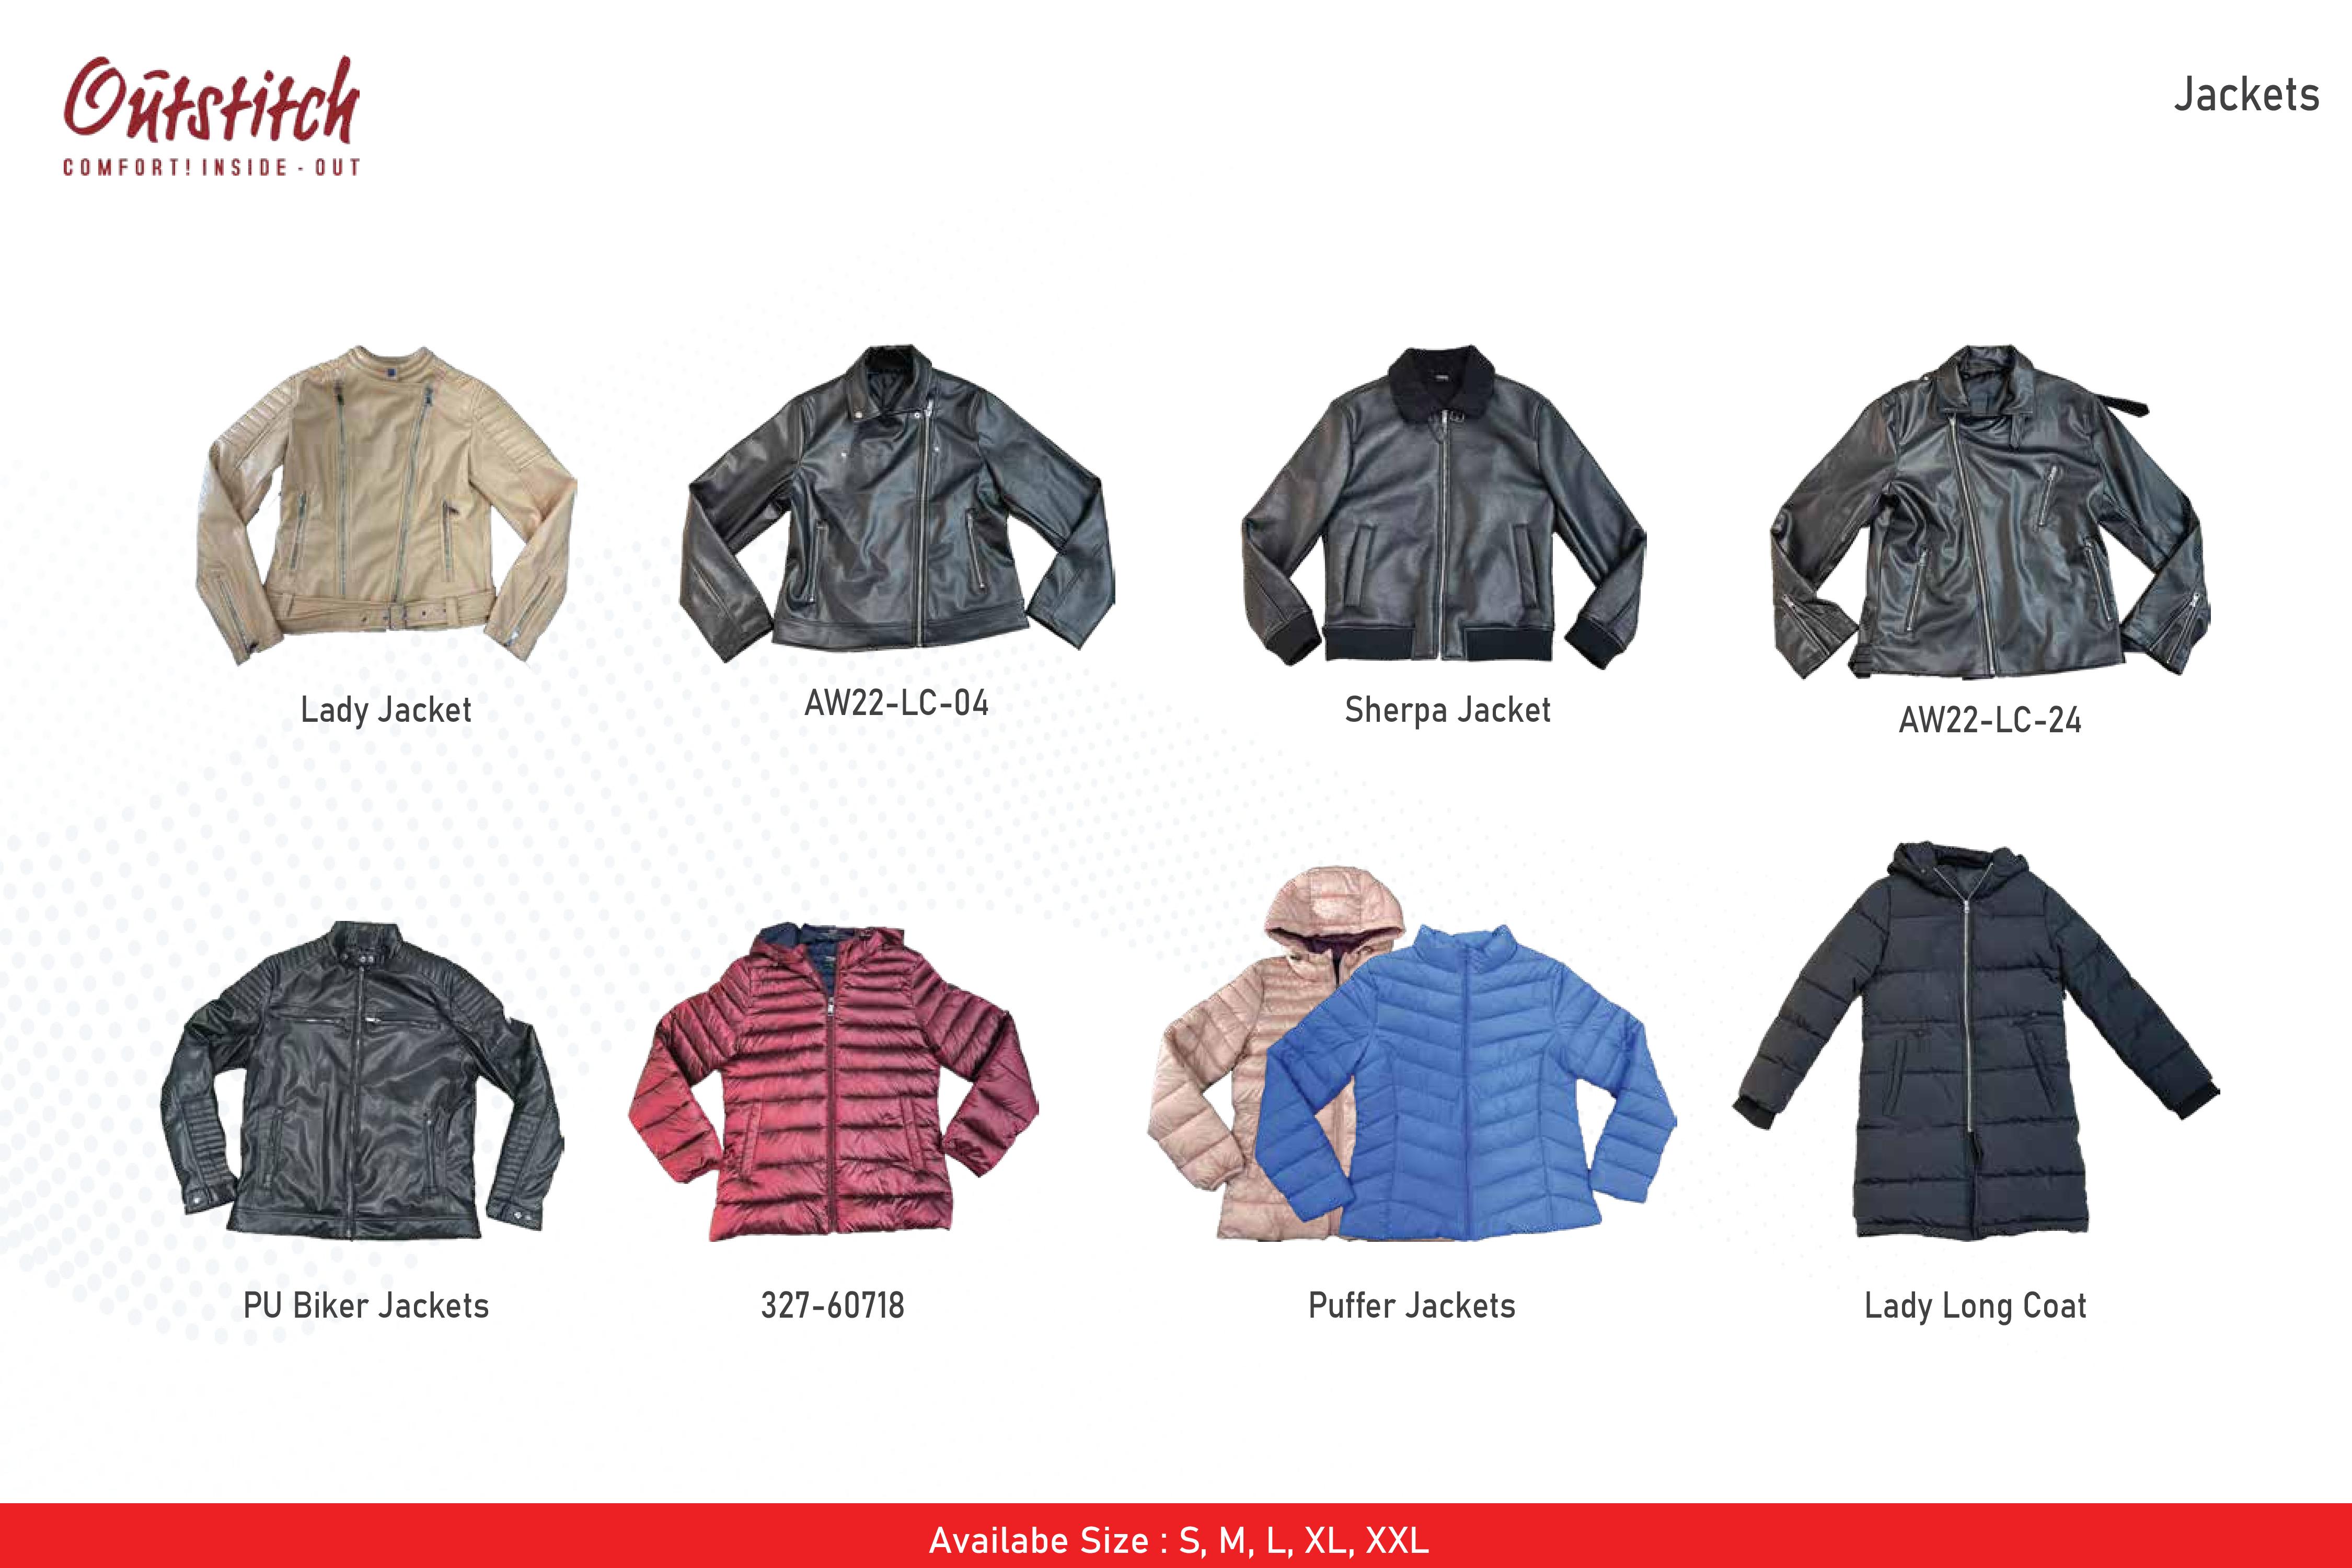 Outstitch
COMFORT! INSIDE - OUT
Jackets
Lady Jacket
AW22-LC-04
Sherpa Jacket
AW22-LC-24
PU Biker Jackets
327-60718
Puffer Jackets
Lady Long Coat
Availabe Size : S, M, L, XL, XXL